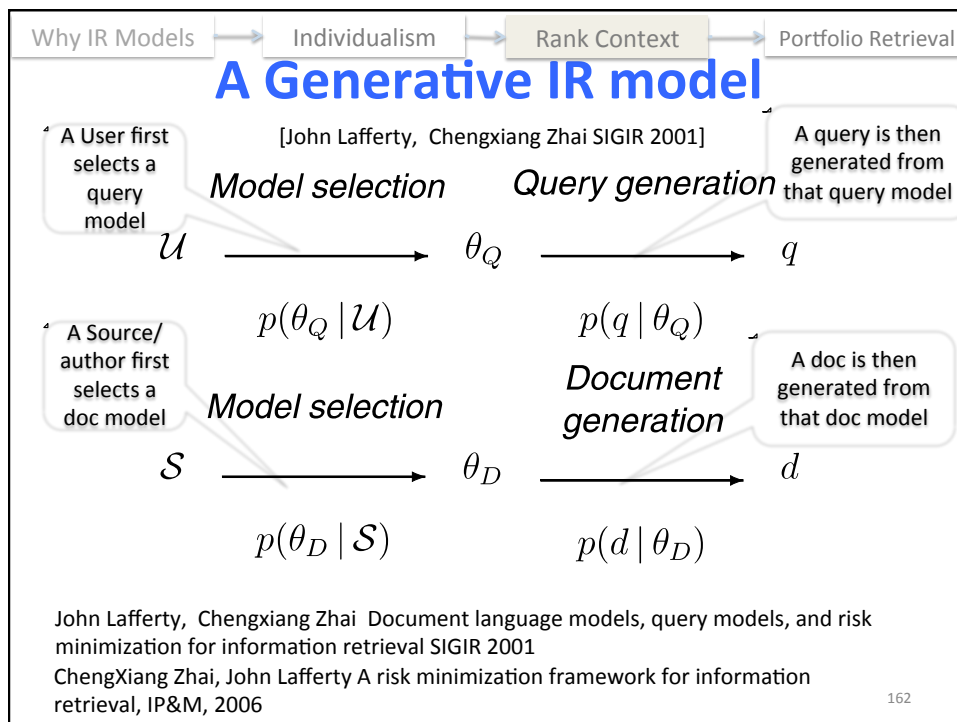 Why IR Models
Individualism
Rank Context
Portfolio Retrieval
A Generative IR model
[John Lafferty, Chengxiang Zhai SIGIR 2001]
A User first
selects a
query
model
Model selection
Query generation
A query is then
generated from
that query model
𝒰
θ_Q
q
p(θ_Q | 𝒰)
p(q | θ_Q)
A Source/
author first
selects a
doc model
Model selection
Document
generation
A doc is then
generated from
that doc model
𝒮
θ_D
d
p(θ_D | 𝒮)
p(d | θ_D)
John Lafferty, Chengxiang Zhai Document language models, query models, and risk
minimization for information retrieval SIGIR 2001
ChengXiang Zhai, John Lafferty A risk minimization framework for information
retrieval, IP&M, 2006
162